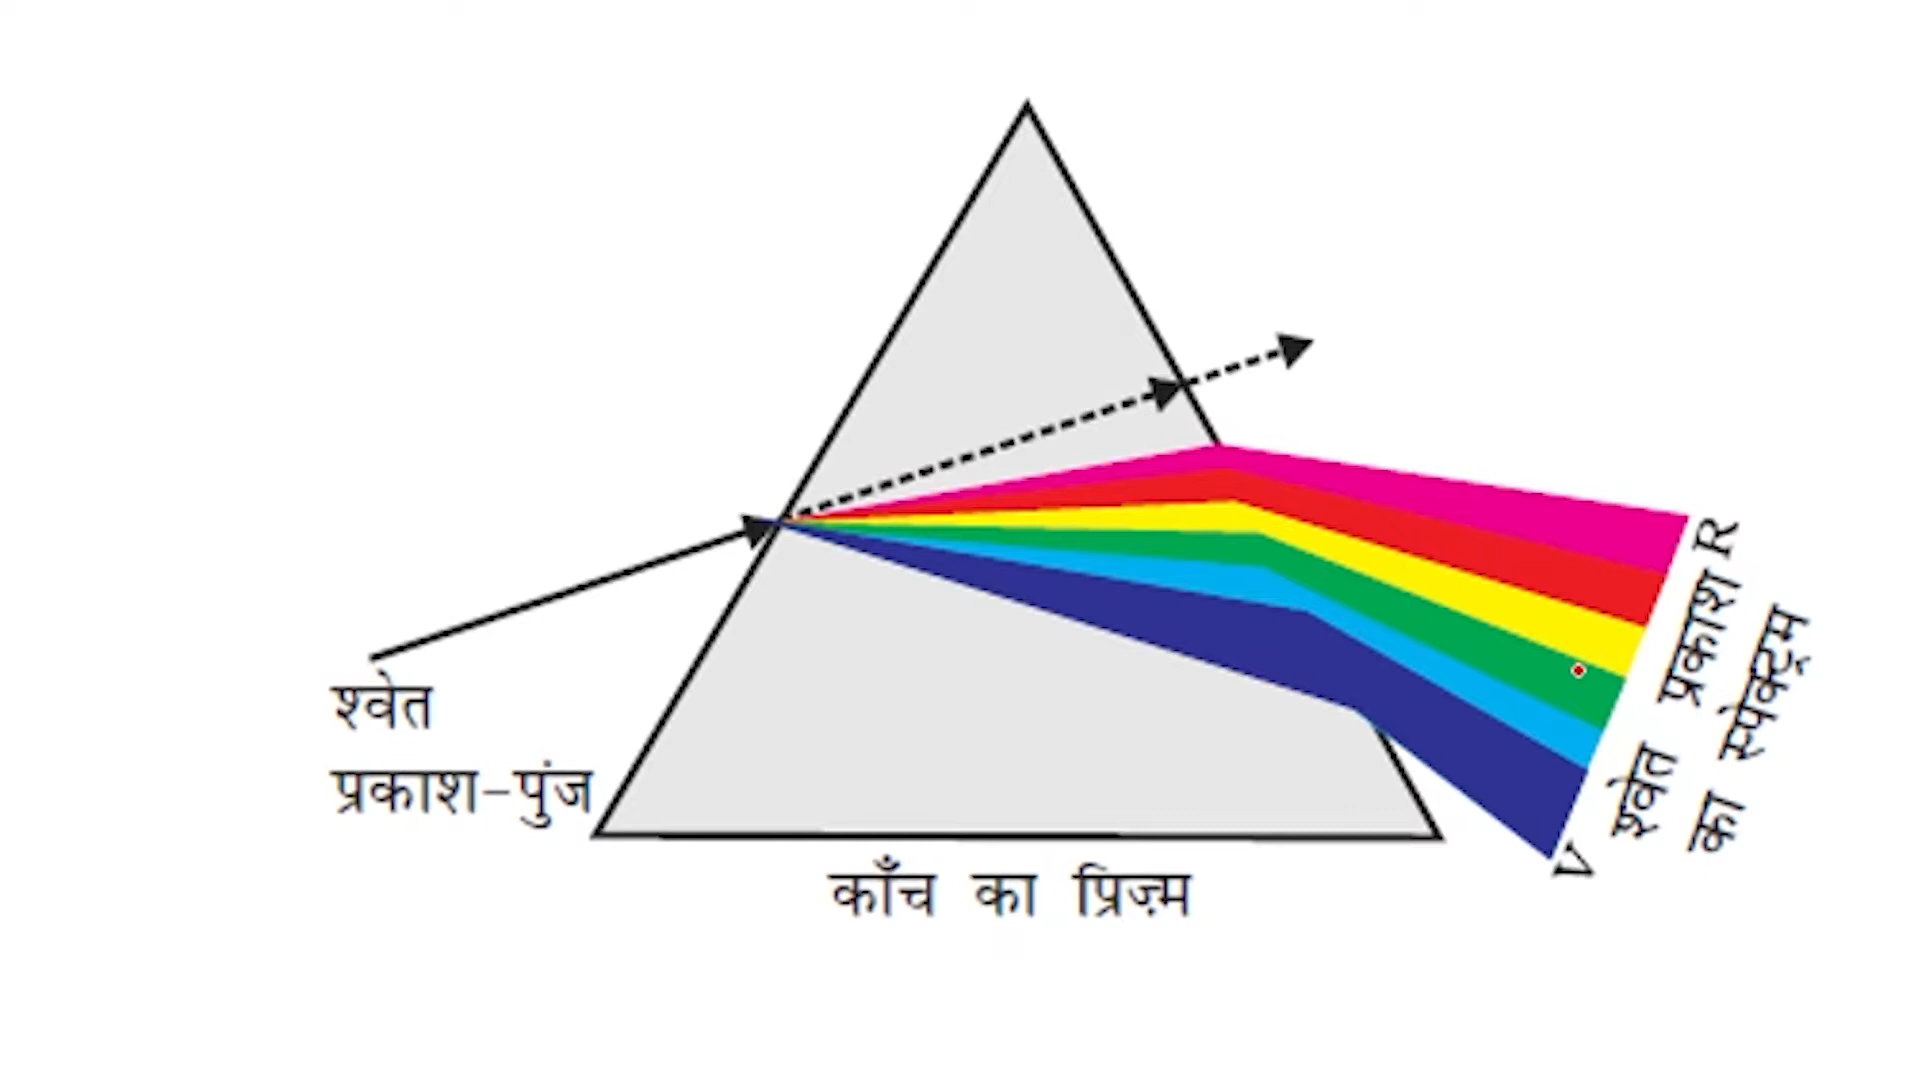 श्वेत
प्रकाश-पुंज
काँच का प्रिज़्म
R
V
श्वेत प्रकाश
का स्पेक्ट्रम